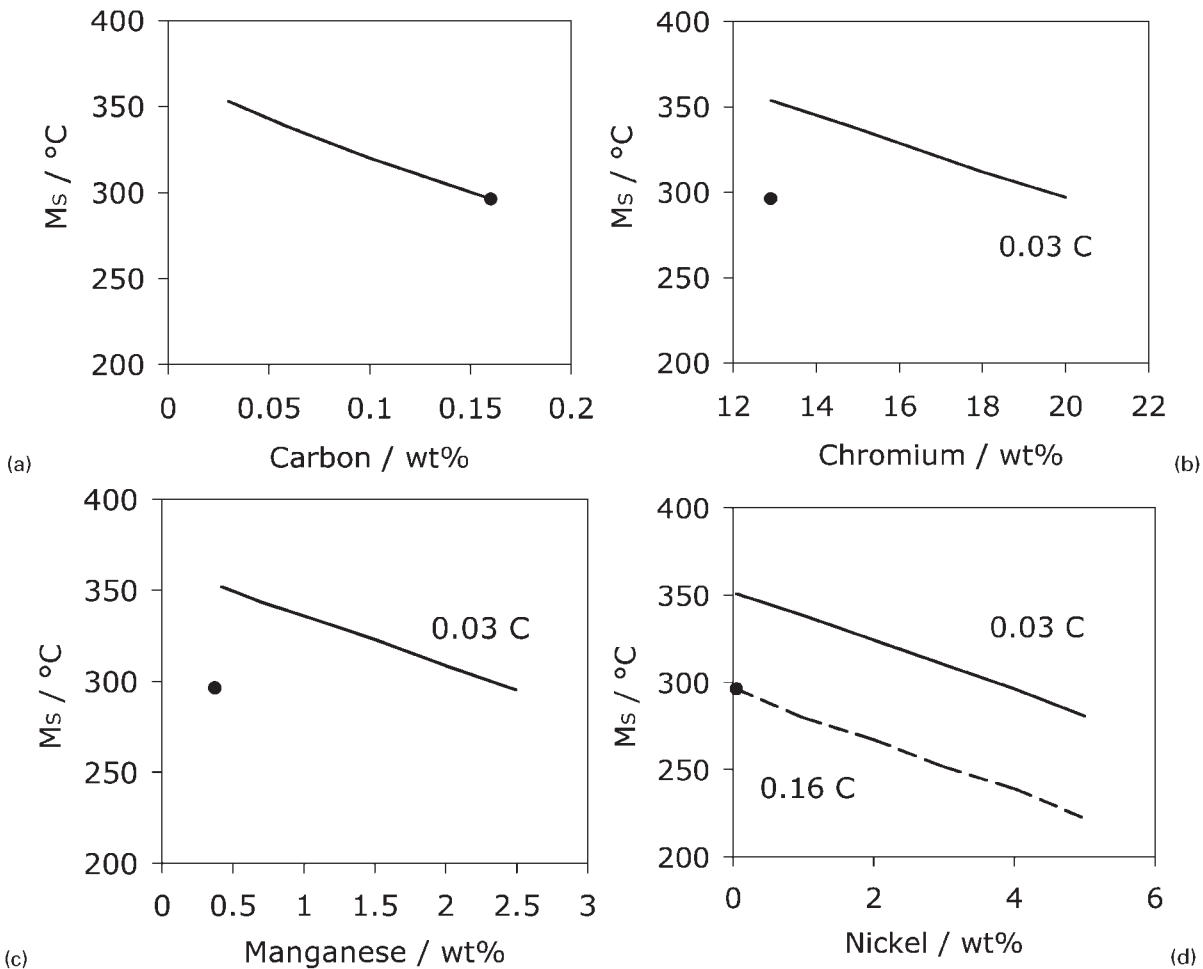 400
350
300
250
200
Ms / °C
0
0.05
0.1
0.15
0.2
Carbon / wt%
(a)
400
350
300
250
200
Ms / °C
0.03 C
12
14
16
18
20
22
Chromium / wt%
(b)
400
350
300
250
200
Ms / °C
0.03 C
0
0.5
1
1.5
2
2.5
3
Manganese / wt%
(c)
400
350
300
250
200
Ms / °C
0.03 C
0.16 C
0
2
4
6
Nickel / wt%
(d)